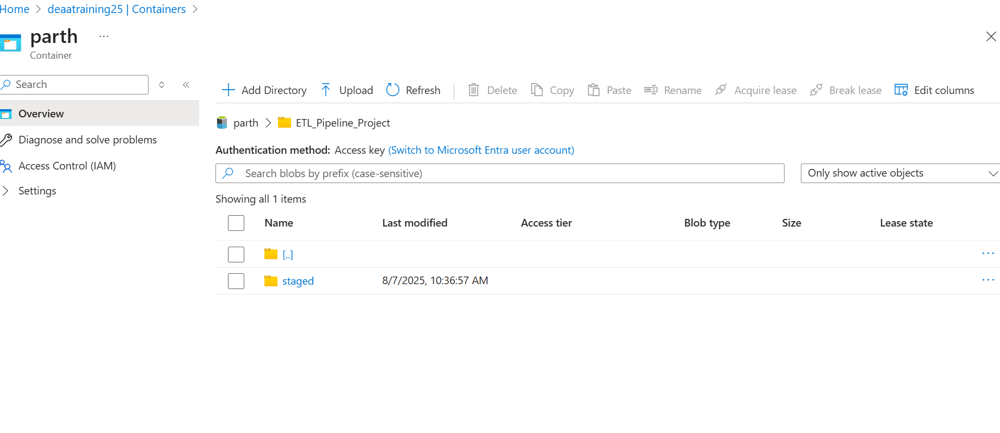 Home > deaatraining25 | Containers >
parth ...
Container
Search
Overview
Diagnose and solve problems
Access Control (IAM)
Settings
Add Directory Upload Refresh Delete Copy Paste Rename Acquire lease Break lease Edit columns
parth > ETL_Pipeline_Project
Authentication method: Access key (Switch to Microsoft Entra user account)
Search blobs by prefix (case-sensitive) Only show active objects
Showing all 1 items
Name Last modified Access tier Blob type Size Lease state
[..] ...
staged 8/7/2025, 10:36:57 AM ...